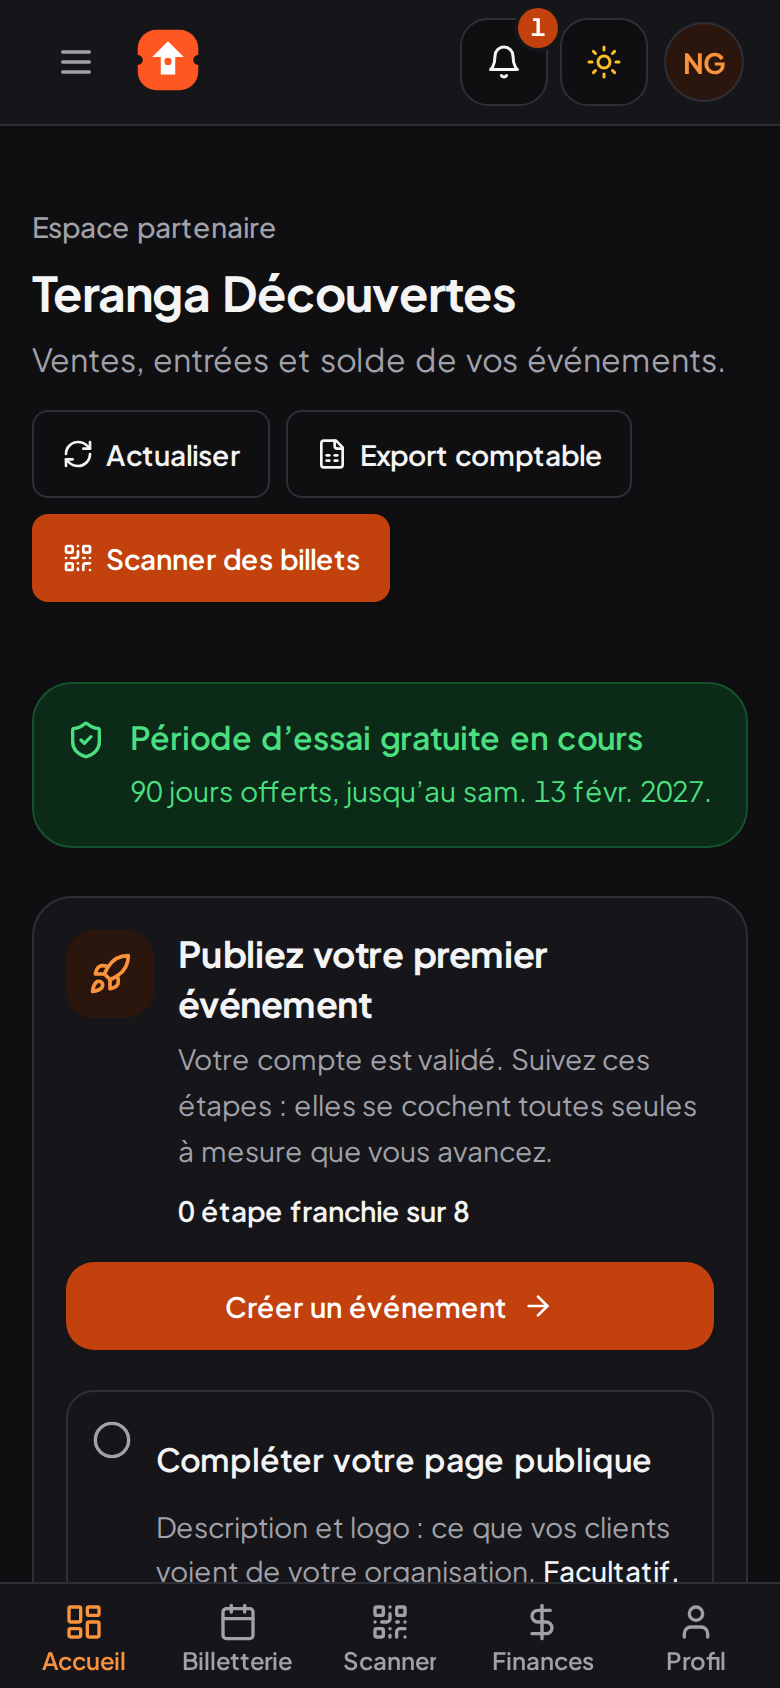 1
NG
Espace partenaire
Teranga Découvertes
Ventes, entrées et solde de vos événements.
Actualiser
Export comptable
Scanner des billets
Période d’essai gratuite en cours
90 jours offerts, jusqu’au sam. 13 févr. 2027.
Publiez votre premier
événement
Votre compte est validé. Suivez ces
étapes : elles se cochent toutes seules
à mesure que vous avancez.
0 étape franchie sur 8
Créer un événement
Compléter votre page publique
Description et logo : ce que vos clients
voient de votre organisation. Facultatif.
Accueil
Billetterie
Scanner
Finances
Profil